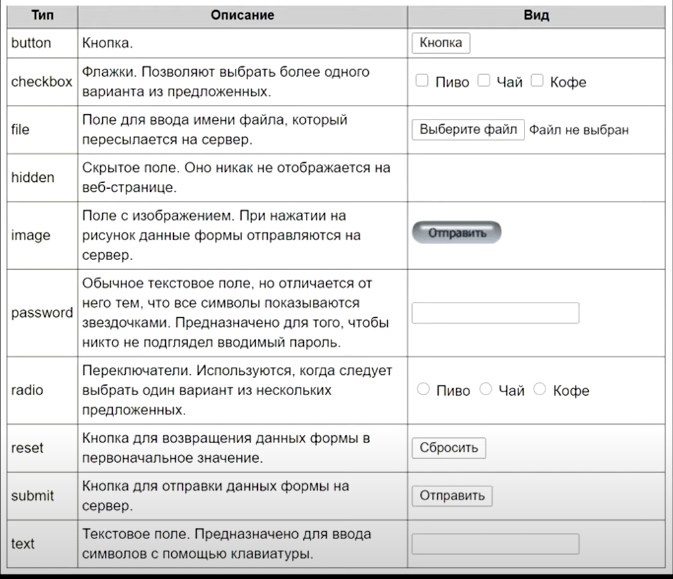 Тип Описание Вид
button Кнопка. Кнопка
checkbox Флажки. Позволяют выбрать более одного
варианта из предложенных. Пиво Чай Кофе
file Поле для ввода имени файла, который
пересылается на сервер. Выберите файл Файл не выбран
hidden Скрытое поле. Оно никак не отображается на
веб-странице.
image Поле с изображением. При нажатии на
рисунок данные формы отправляются на
сервер. Отправить
password Обычное текстовое поле, но отличается от
него тем, что все символы показываются
звездочками. Предназначено для того, чтобы
никто не подглядел вводимый пароль.
radio Переключатели. Используются, когда следует
выбрать один вариант из нескольких
предложенных. Пиво Чай Кофе
reset Кнопка для возвращения данных формы в
первоначальное значение. Сбросить
submit Кнопка для отправки данных формы на
сервер. Отправить
text Текстовое поле. Предназначено для ввода
символов с помощью клавиатуры.